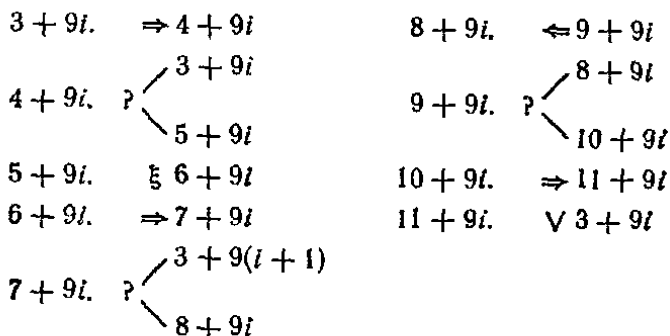 3 + 9i. ⇒ 4 + 9i
4 + 9i. ? 3 + 9i
5 + 9i
5 + 9i. ξ 6 + 9i
6 + 9i. ⇒ 7 + 9i
7 + 9i. ? 3 + 9(i + 1)
8 + 9i
8 + 9i. ⇐ 9 + 9i
9 + 9i. ? 8 + 9i
10 + 9i
10 + 9i. ⇒ 11 + 9i
11 + 9i. ∨ 3 + 9i